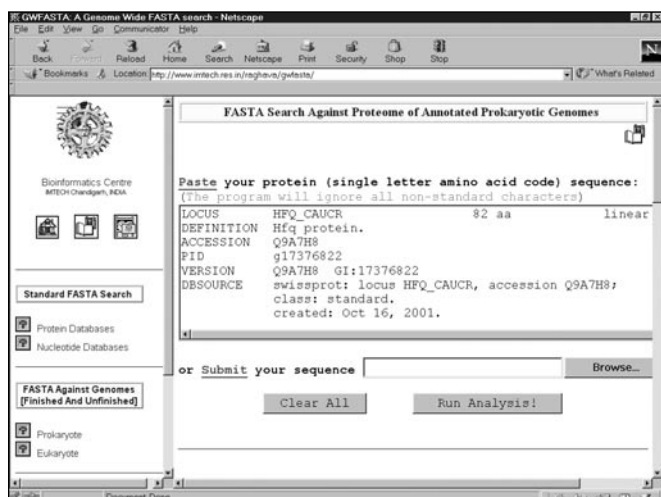 GWFASTA: A Genome Wide FASTA search - Netscape
File Edit View Go Communicator Help
Back Forward Reload Home Search Netscape Print Security Shop Stop
Bookmarks Location: http://www.imtech.res.in/raghava/gwfasta/ What's Related
Bioinformatics Centre
IMTECH Chandigarh, INDIA
Standard FASTA Search
Protein Databases
Nucleotide Databases
FASTA Against Genomes
[Finished And Unfinished]
Prokaryote
Eukaryote
FASTA Search Against Proteome of Annotated Prokaryotic Genomes
Paste your protein (single letter amino acid code) sequence:
(The program will ignore all non-standard characters)
LOCUS HFQ_CAUCR 82 aa linear
DEFINITION Hfq protein.
ACCESSION Q9A7H8
PID g17376822
VERSION Q9A7H8 GI:17376822
DBSOURCE swissprot: locus HFQ_CAUCR, accession Q9A7H8;
class: standard.
created: Oct 16, 2001.
or Submit your sequence Browse...
Clear All Run Analysis!
Document Done